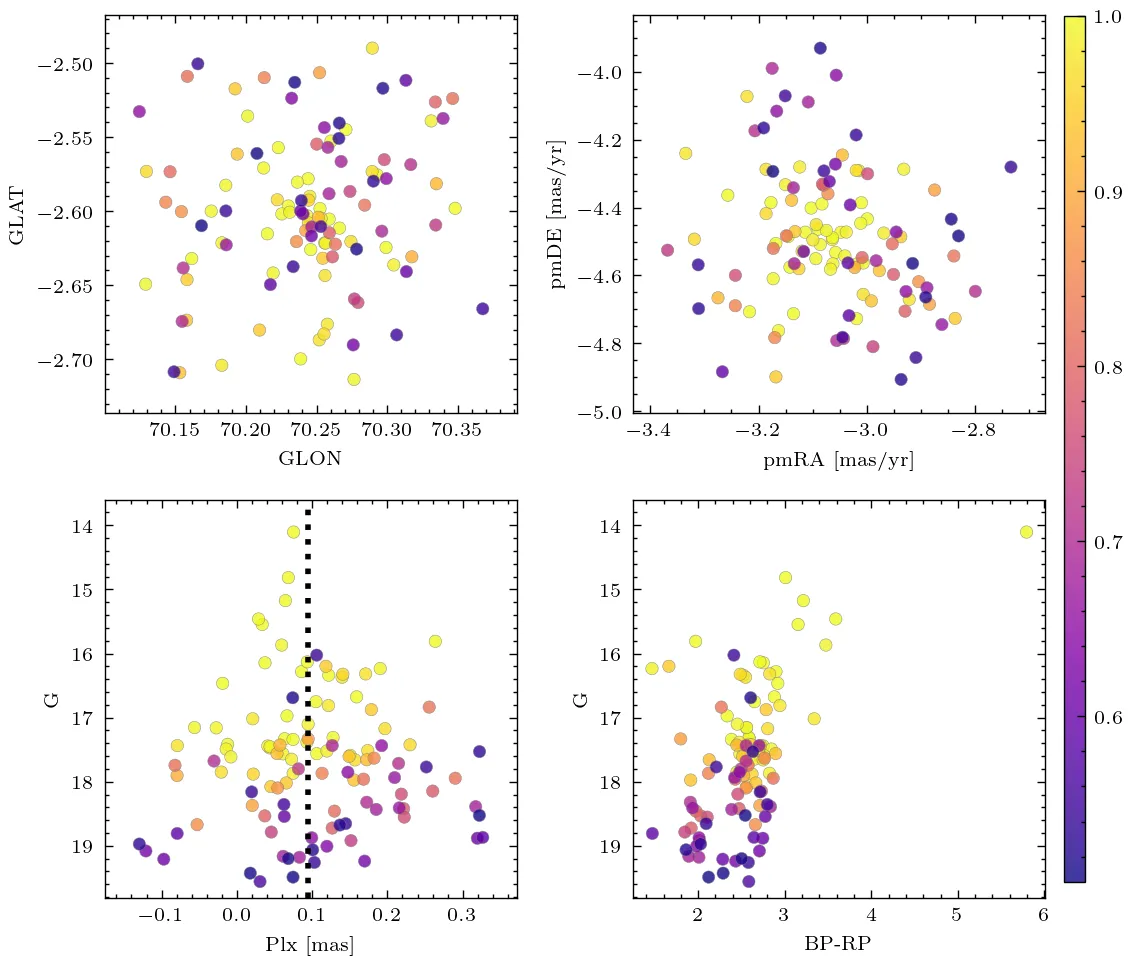 −2.50
−2.55
−2.60
−2.65
−2.70
GLAT
70.15 70.20 70.25 70.30 70.35
GLON
−4.0
−4.2
−4.4
−4.6
−4.8
−5.0
pmDE [mas/yr]
−3.4 −3.2 −3.0 −2.8
pmRA [mas/yr]
1.0
0.9
0.8
0.7
0.6
14
15
16
17
18
19
G
−0.1 0.0 0.1 0.2 0.3
Plx [mas]
14
15
16
17
18
19
G
2 3 4 5 6
BP-RP